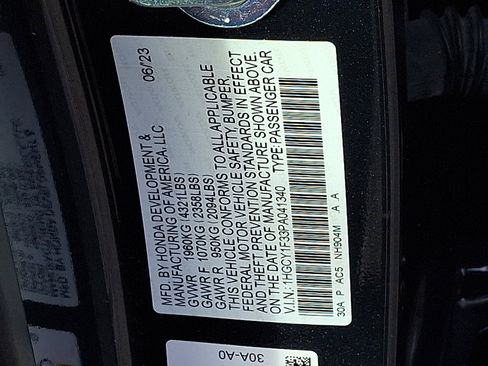 MFD. BY HONDA DEVELOPMENT & 06/23
MANUFACTURING OF AMERICA, LLC
GVWR 1960KG (4321LBS)
GAWR F 1070KG (2358LBS)
GAWR R 950KG (2094LBS)
THIS VEHICLE CONFORMS TO ALL APPLICABLE
FEDERAL MOTOR VEHICLE SAFETY, BUMPER,
AND THEFT PREVENTION STANDARDS IN EFFECT
ON THE DATE OF MANUFACTURE SHOWN ABOVE.
V.I.N.: 1HGCY1F33PA041340 TYPE: PASSENGER CAR
30A P AC5 NH904M A A
30A-A0